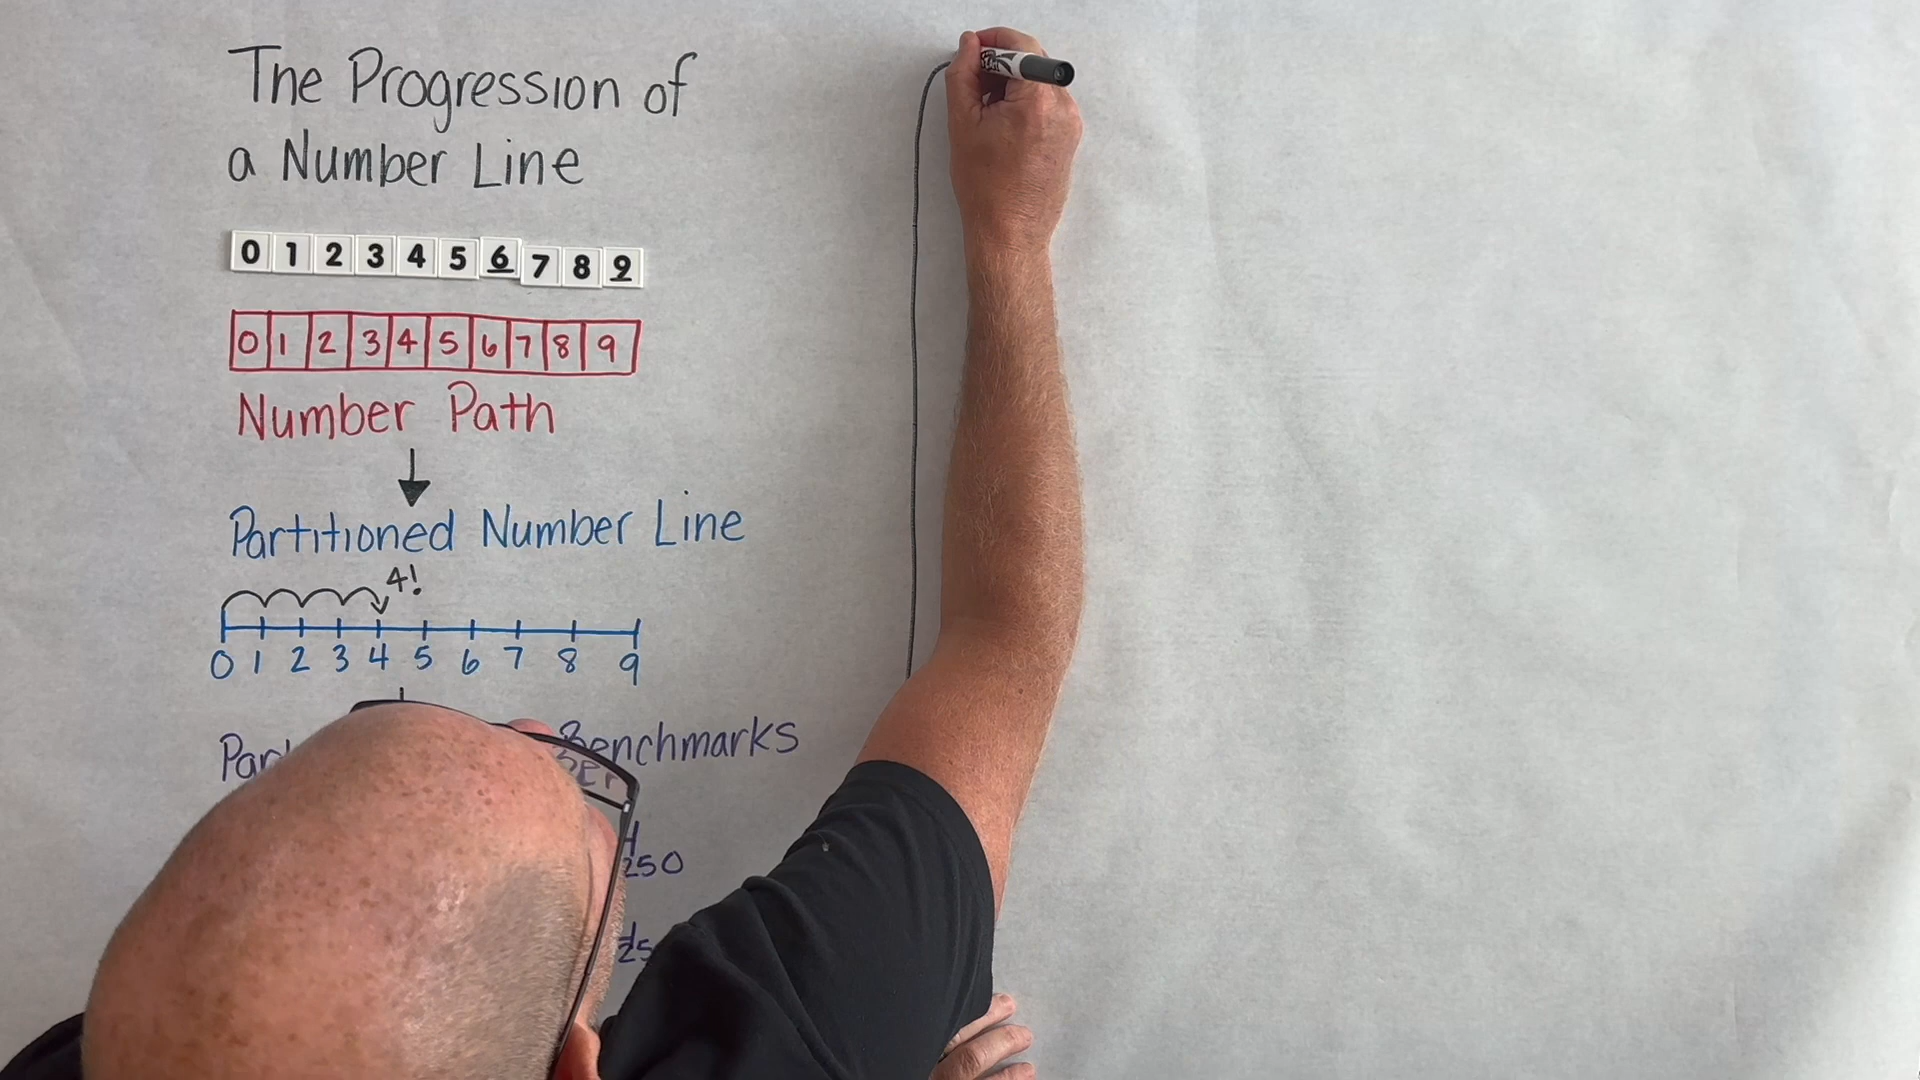 The Progression of
a Number Line
0 1 2 3 4 5 6 7 8 9
0 1 2 3 4 5 6 7 8 9
Number Path
Partitioned Number Line
4!
0 1 2 3 4 5 6 7 8 9
Benchmarks
250